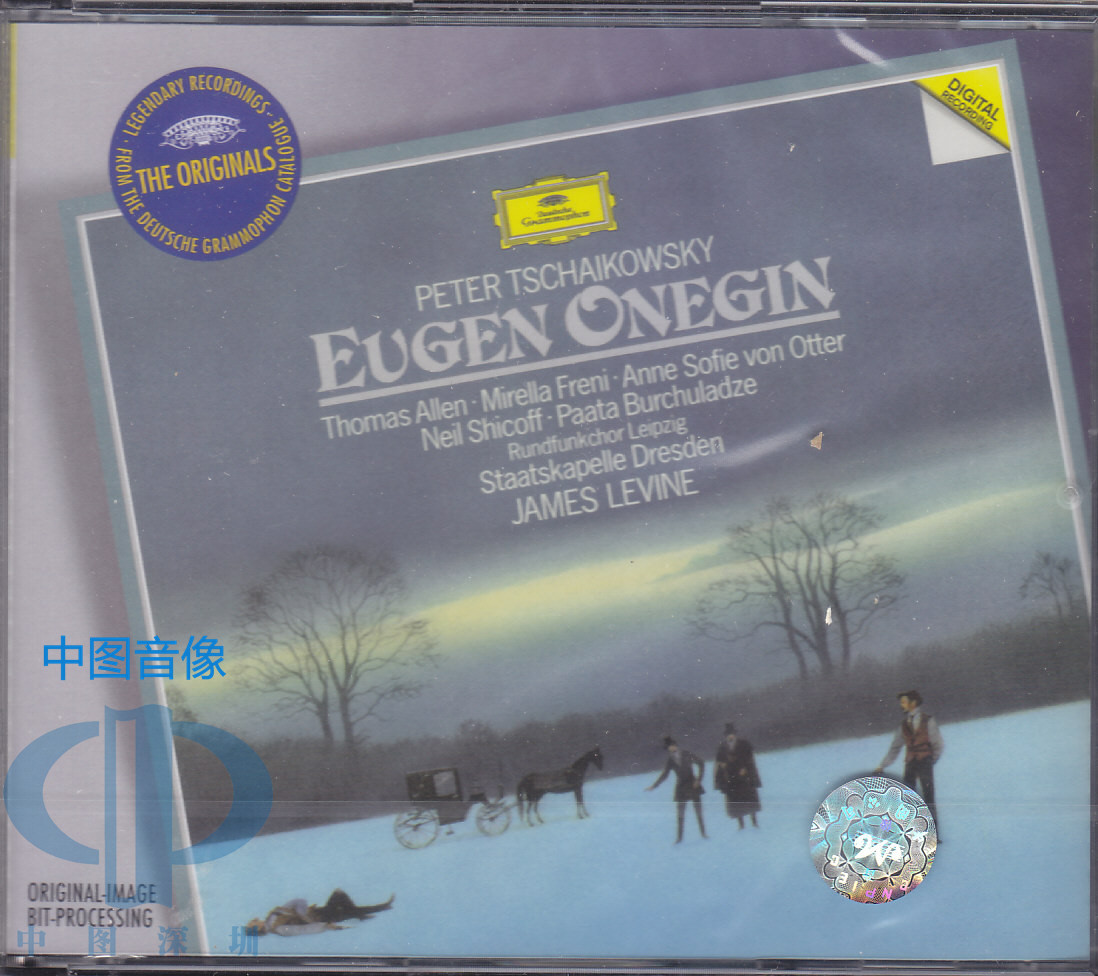 LEGENDARY RECORDINGS ·
FROM THE DEUTSCHE GRAMMOPHON CATALOGUE ·
THE ORIGINALS
DIGITAL
RECORDING
Deutsche
Grammophon
PETER TSCHAIKOWSKY
EUGEN ONEGIN
Thomas Allen · Mirella Freni · Anne Sofie von Otter
Neil Shicoff · Paata Burchuladze
Rundfunkchor Leipzig
Staatskapelle Dresden
JAMES LEVINE
中图音像
ORIGINAL-IMAGE
BIT-PROCESSING
中图深圳